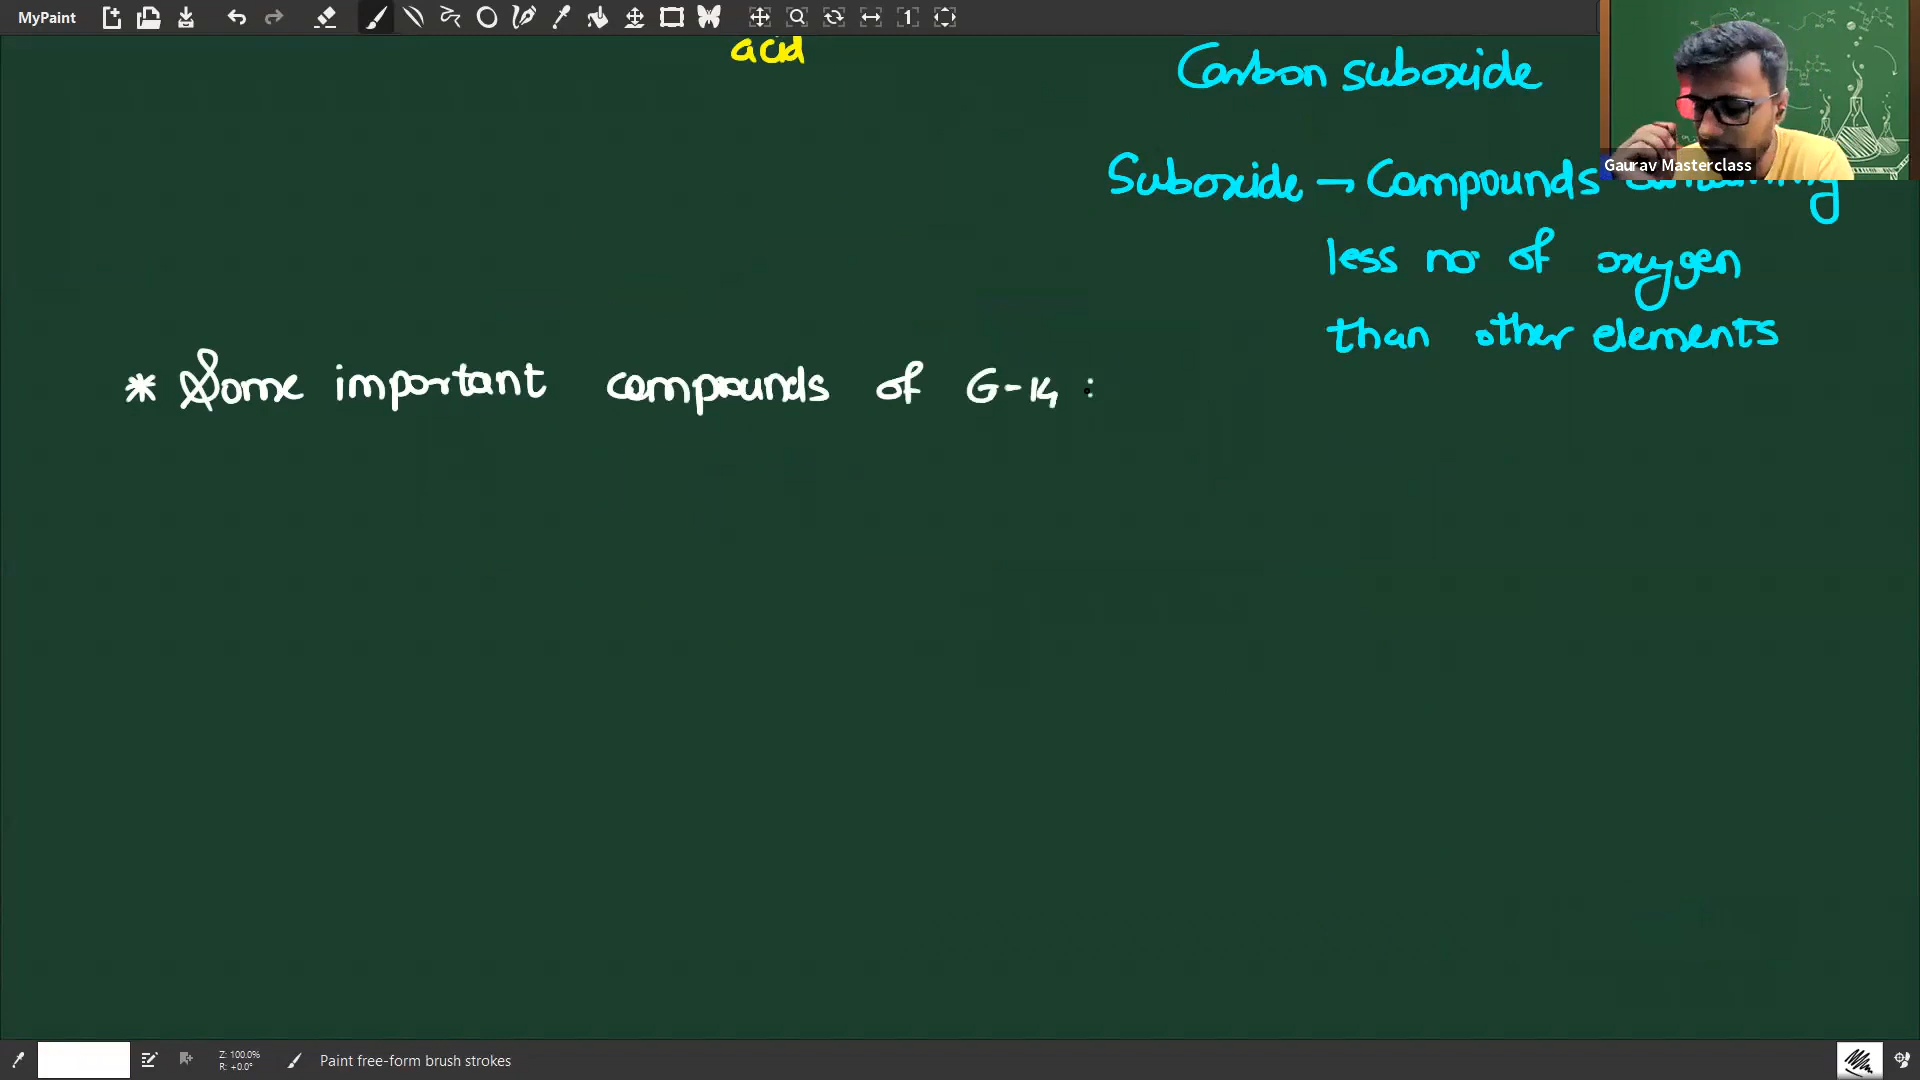 MyPaint
acid
Carbon suboxide
Gaurav Masterclass
Suboxide → Compounds containing
less no of oxygen
than other elements
* Some important compounds of G-14 :
Z: 100.0%
R: +0.0°
Paint free-form brush strokes